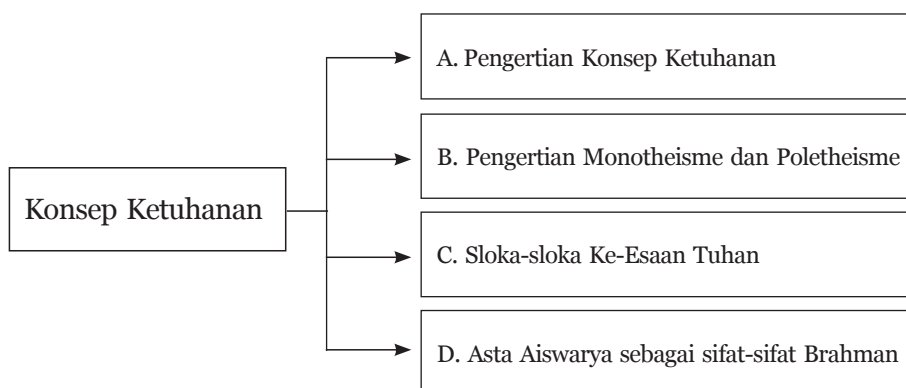 A. Pengertian Konsep Ketuhanan
B. Pengertian Monotheisme dan Poletheisme
Konsep Ketuhanan
C. Sloka-sloka Ke-Esaan Tuhan
D. Asta Aiswarya sebagai sifat-sifat Brahman